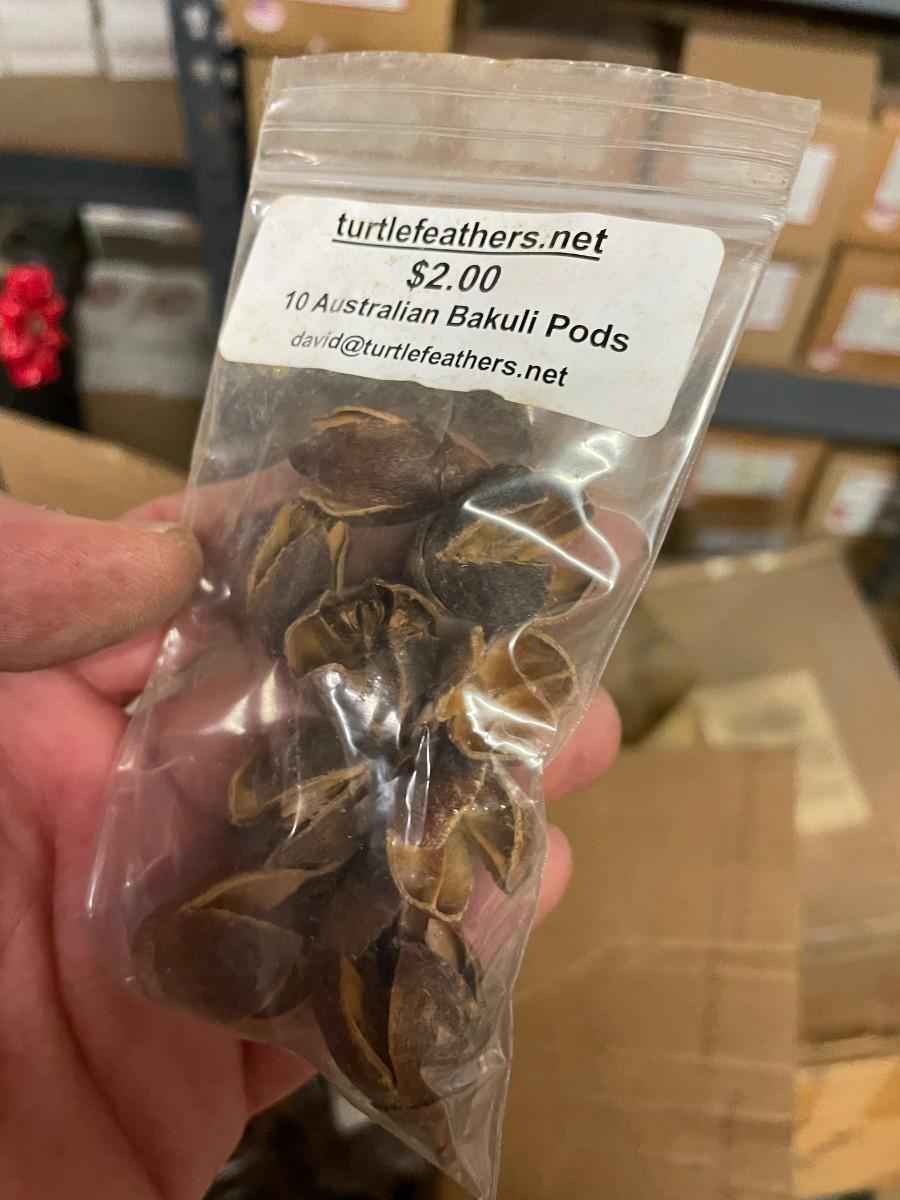 turtlefeathers.net
$2.00
10 Australian Bakuli Pods
david@turtlefeathers.net